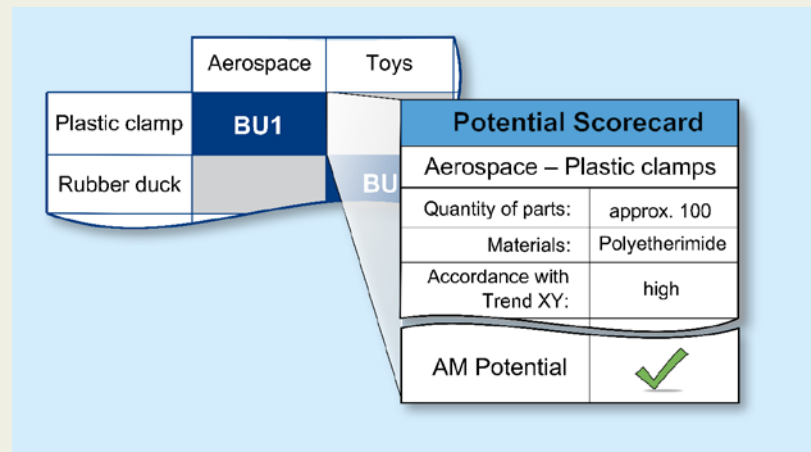 Aerospace Toys
Plastic clamp BU1
Rubber duck BU
Potential Scorecard
Aerospace – Plastic clamps
Quantity of parts: approx. 100
Materials: Polyetherimide
Accordance with
Trend XY: high
AM Potential